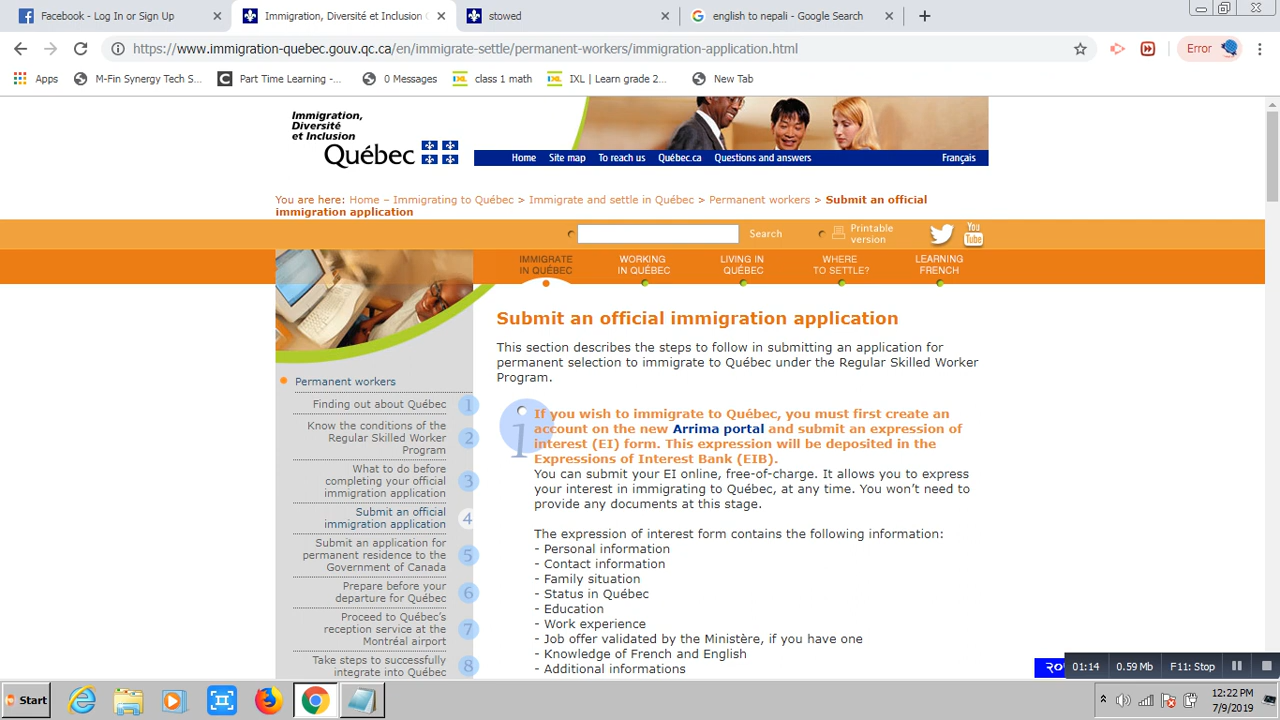 Facebook - Log In or Sign Up
Immigration, Diversité et Inclusion
stowed
english to nepali - Google Search
https://www.immigration-quebec.gouv.qc.ca/en/immigrate-settle/permanent-workers/immigration-application.html
Error
Apps
M-Fin Synergy Tech S...
Part Time Learning -...
0 Messages
class 1 math
IXL | Learn grade 2...
New Tab
Immigration,
Diversité
et Inclusion
Québec
Home Site map To reach us Québec.ca Questions and answers Français
You are here: Home – Immigrating to Québec > Immigrate and settle in Québec > Permanent workers > Submit an official
immigration application
Search
Printable
version
You
Tube
IMMIGRATE
IN QUÉBEC
WORKING
IN QUÉBEC
LIVING IN
QUÉBEC
WHERE
TO SETTLE?
LEARNING
FRENCH
Permanent workers
Finding out about Québec 1
Know the conditions of the
Regular Skilled Worker
Program
2
What to do before
completing your official
immigration application
3
Submit an official
immigration application
4
Submit an application for
permanent residence to the
Government of Canada
5
Prepare before your
departure for Québec
6
Proceed to Québec's
reception service at the
Montréal airport
7
Take steps to successfully
integrate into Québec
8
Submit an official immigration application
This section describes the steps to follow in submitting an application for
permanent selection to immigrate to Québec under the Regular Skilled Worker
Program.
i
If you wish to immigrate to Québec, you must first create an
account on the new Arrima portal and submit an expression of
interest (EI) form. This expression will be deposited in the
Expressions of Interest Bank (EIB).
You can submit your EI online, free-of-charge. It allows you to express
your interest in immigrating to Québec, at any time. You won't need to
provide any documents at this stage.
The expression of interest form contains the following information:
- Personal information
- Contact information
- Family situation
- Status in Québec
- Education
- Work experience
- Job offer validated by the Ministère, if you have one
- Knowledge of French and English
- Additional informations
01:14 0.59 Mb F11: Stop
Start
12:22 PM
7/9/2019